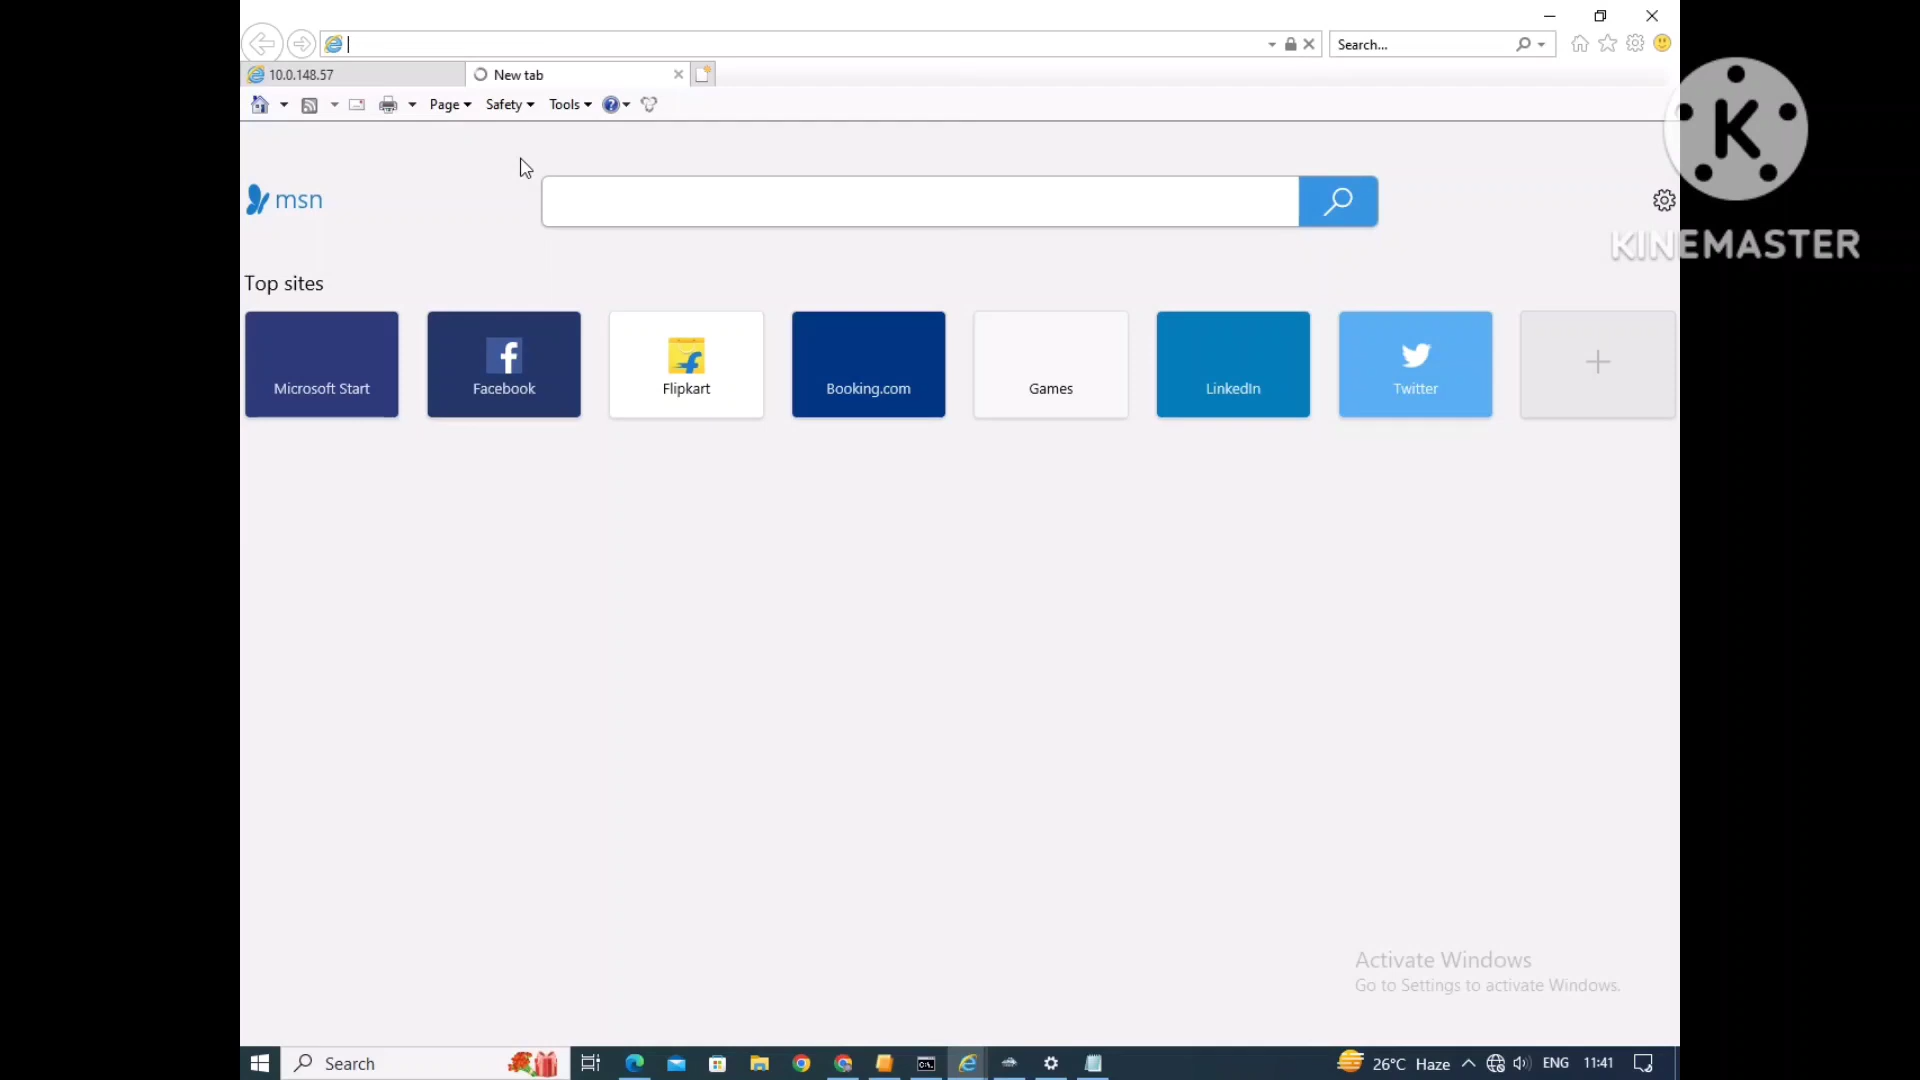 Search...
10.0.148.57
New tab
Page
Safety
Tools
K
KINEMASTER
msn
Top sites
Microsoft Start
Facebook
Flipkart
Booking.com
Games
LinkedIn
Twitter
Activate Windows
Go to Settings to activate Windows.
Search
26°C Haze
ENG
11:41